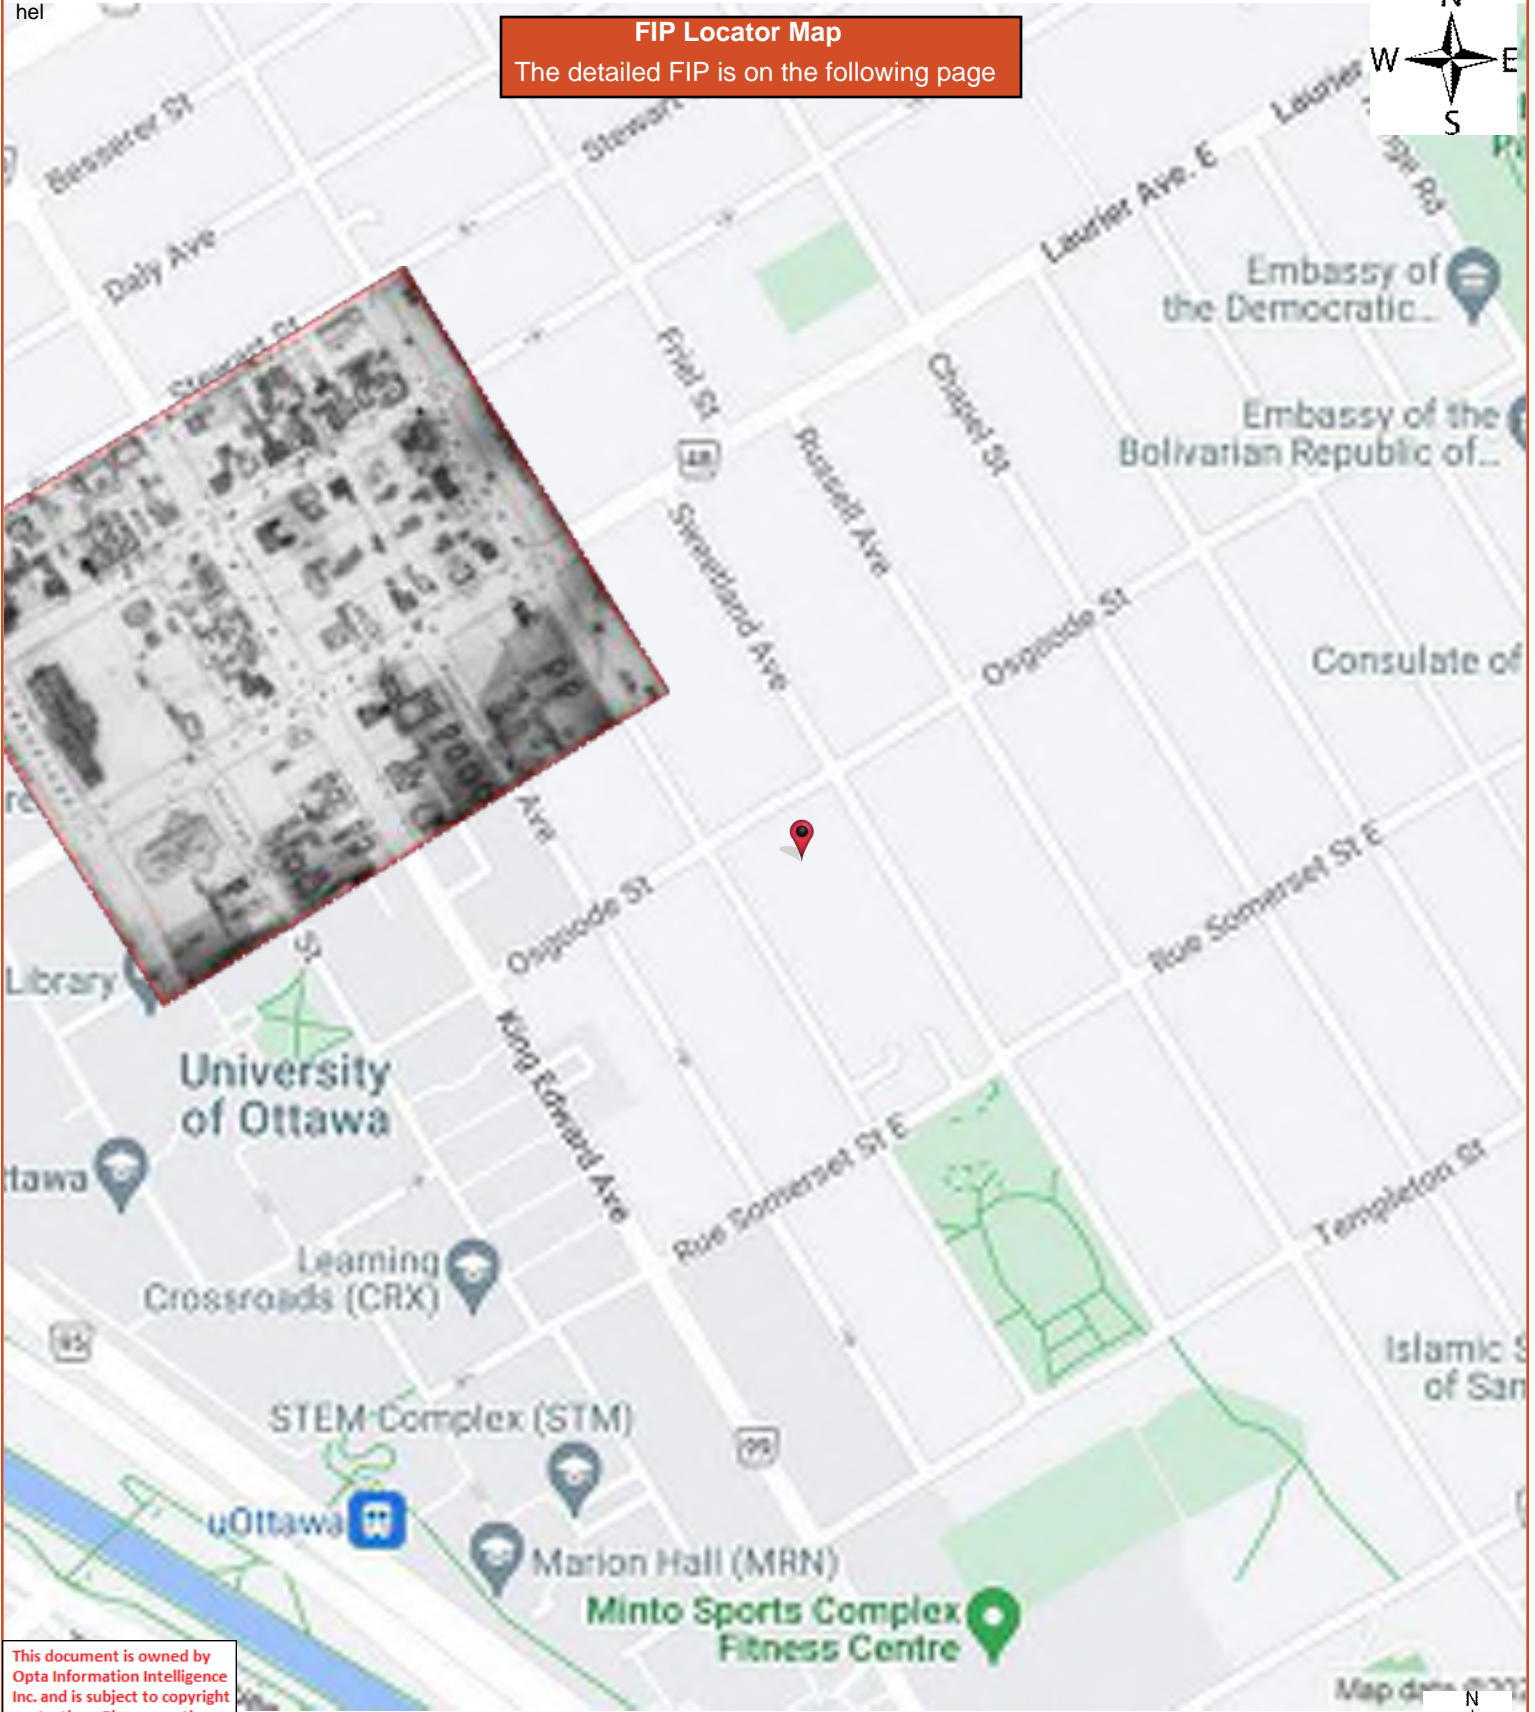 hel
FIP Locator Map
The detailed FIP is on the following page
N
W
E
S
Besserer St
Stewart
Laurier
Laurier Ave. E
Daly Ave
Embassy of
the Democratic...
Stewart St
Friel St
Chapel St
Embassy of the
Bolivarian Republic of...
48
Russell Ave
Sweetland Ave
Osgoode St
Consulate of
Ave
Osgoode St
Rue Somerset St E
St
Library
King Edward Ave
University
of Ottawa
ttawa
Rue Somerset St E
Templeton St
Learning
Crossroads (CRX)
Islamic
of San
STEM Complex (STM)
99
uOttawa
Marion Hall (MRN)
Minto Sports Complex
Fitness Centre
This document is owned by
Opta Information Intelligence
Inc. and is subject to copyright
Map data
N